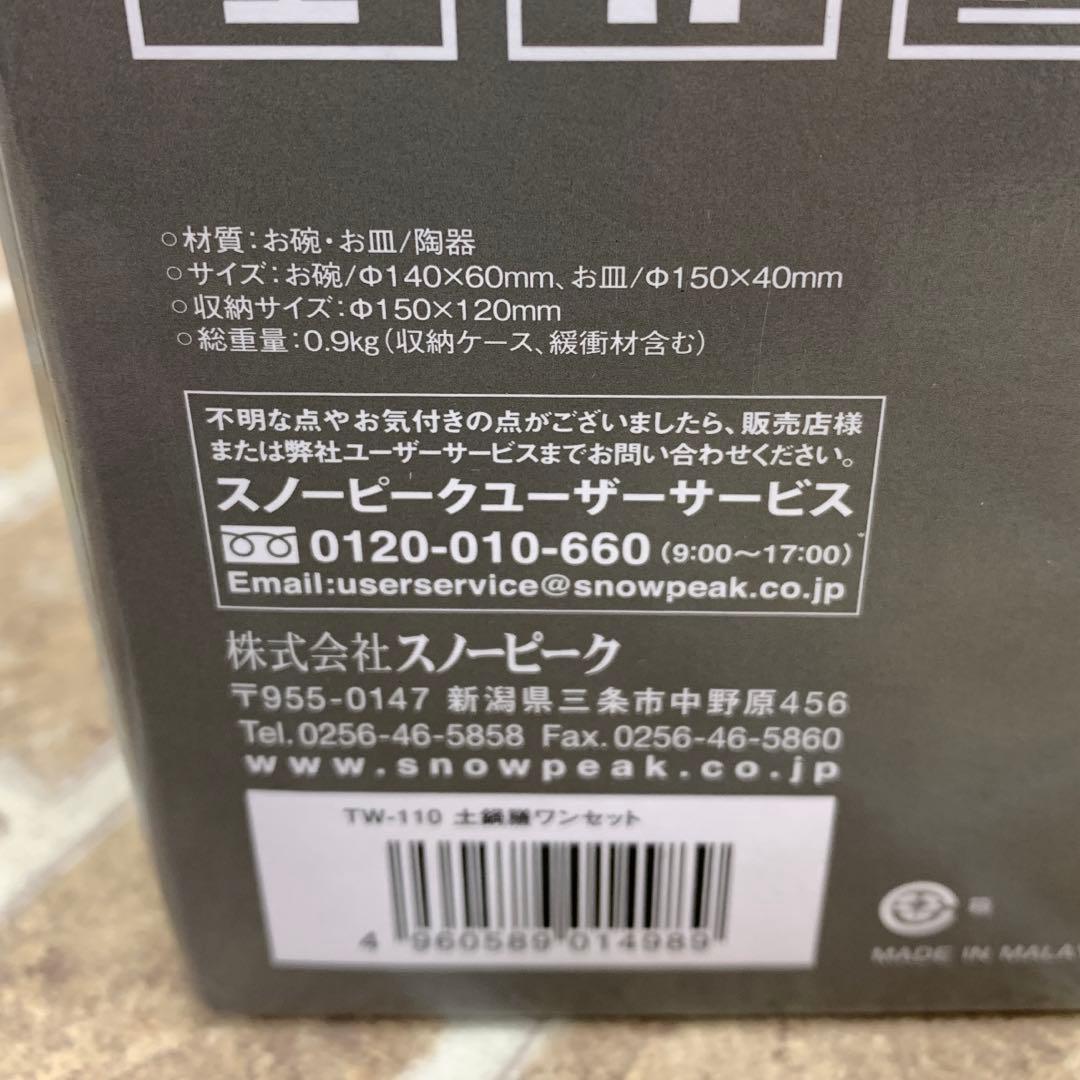 ○材質：お碗・お皿/陶器
○サイズ：お碗/Φ140×60mm、お皿/Φ150×40mm
○収納サイズ：Φ150×120mm
○総重量：0.9kg（収納ケース、緩衝材含む）
不明な点やお気付きの点がございましたら、販売店様
または弊社ユーザーサービスまでお問い合わせください。
スノーピークユーザーサービス
0120-010-660（9:00〜17:00）
Email:userservice@snowpeak.co.jp
株式会社スノーピーク
〒955-0147 新潟県三条市中野原456
Tel.0256-46-5858 Fax.0256-46-5860
www.snowpeak.co.jp
TW-110 土鍋膳ワンセット
4 960589 014989
MADE IN